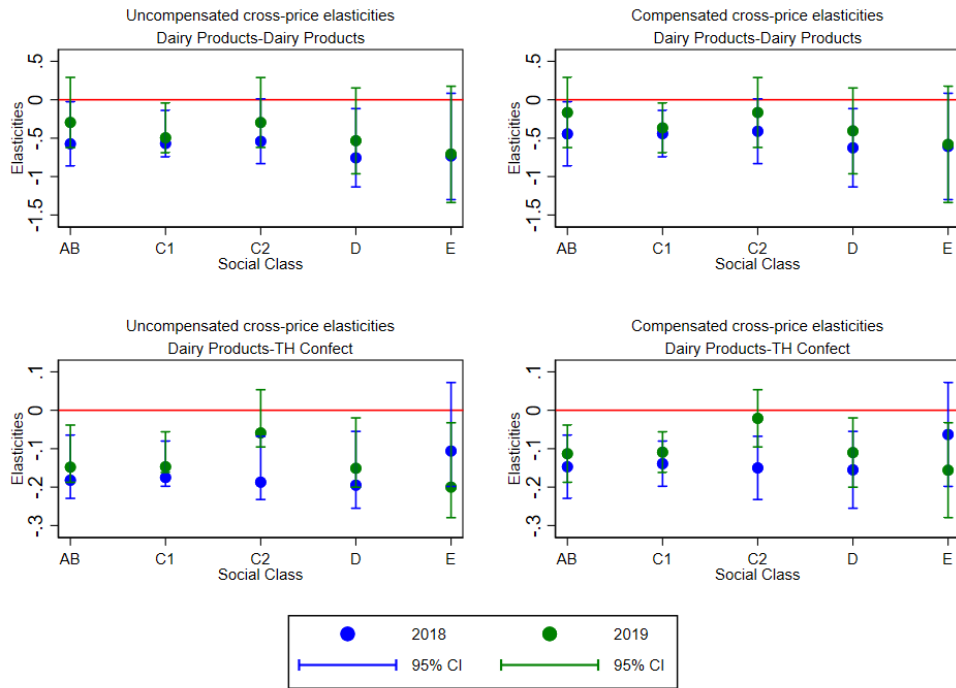 Uncompensated cross-price elasticities
Dairy Products-Dairy Products
Elasticities
.5
0
-.5
-1
-1.5
AB C1 C2 D E
Social Class
Compensated cross-price elasticities
Dairy Products-Dairy Products
Elasticities
.5
0
-.5
-1
-1.5
AB C1 C2 D E
Social Class
Uncompensated cross-price elasticities
Dairy Products-TH Confect
Elasticities
.1
0
-.1
-.2
-.3
AB C1 C2 D E
Social Class
Compensated cross-price elasticities
Dairy Products-TH Confect
Elasticities
.1
0
-.1
-.2
-.3
AB C1 C2 D E
Social Class
2018 2019
95% CI 95% CI